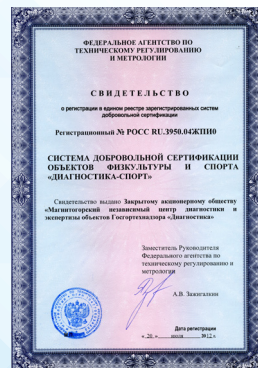 ФЕДЕРАЛЬНОЕ АГЕНТСТВО ПО
ТЕХНИЧЕСКОМУ РЕГУЛИРОВАНИЮ
И МЕТРОЛОГИИ
СВИДЕТЕЛЬСТВО
о регистрации в едином реестре зарегистрированных систем
добровольной сертификации
Регистрационный № РОСС RU.3950.04ЖПИ0
СИСТЕМА ДОБРОВОЛЬНОЙ СЕРТИФИКАЦИИ
ОБЪЕКТОВ ФИЗКУЛЬТУРЫ И СПОРТА
«ДИАГНОСТИКА-СПОРТ»
Свидетельство выдано Закрытому акционерному обществу
«Магнитогорский независимый центр диагностики и
экспертизы объектов Госгортехнадзора «Диагностика»
Заместитель Руководителя
Федерального агентства по
техническому регулированию и
метрологии
А.В. Зажигалкин
Дата регистрации